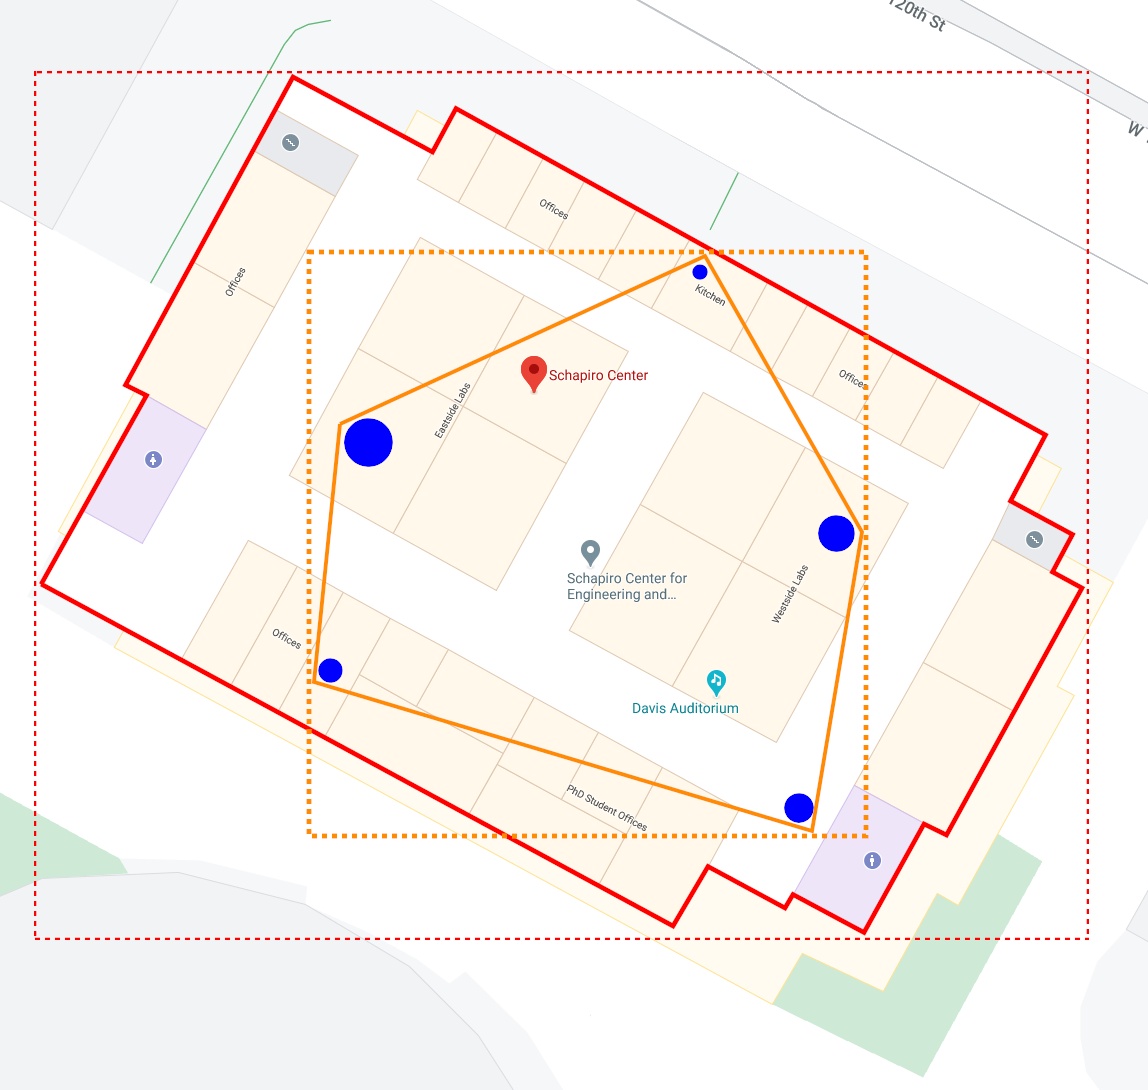 120th St
W
Offices
Offices
Kitchen
Schapiro Center
Offices
Eastside Labs
Schapiro Center for
Engineering and...
Westside Labs
Offices
Davis Auditorium
PhD Student Offices